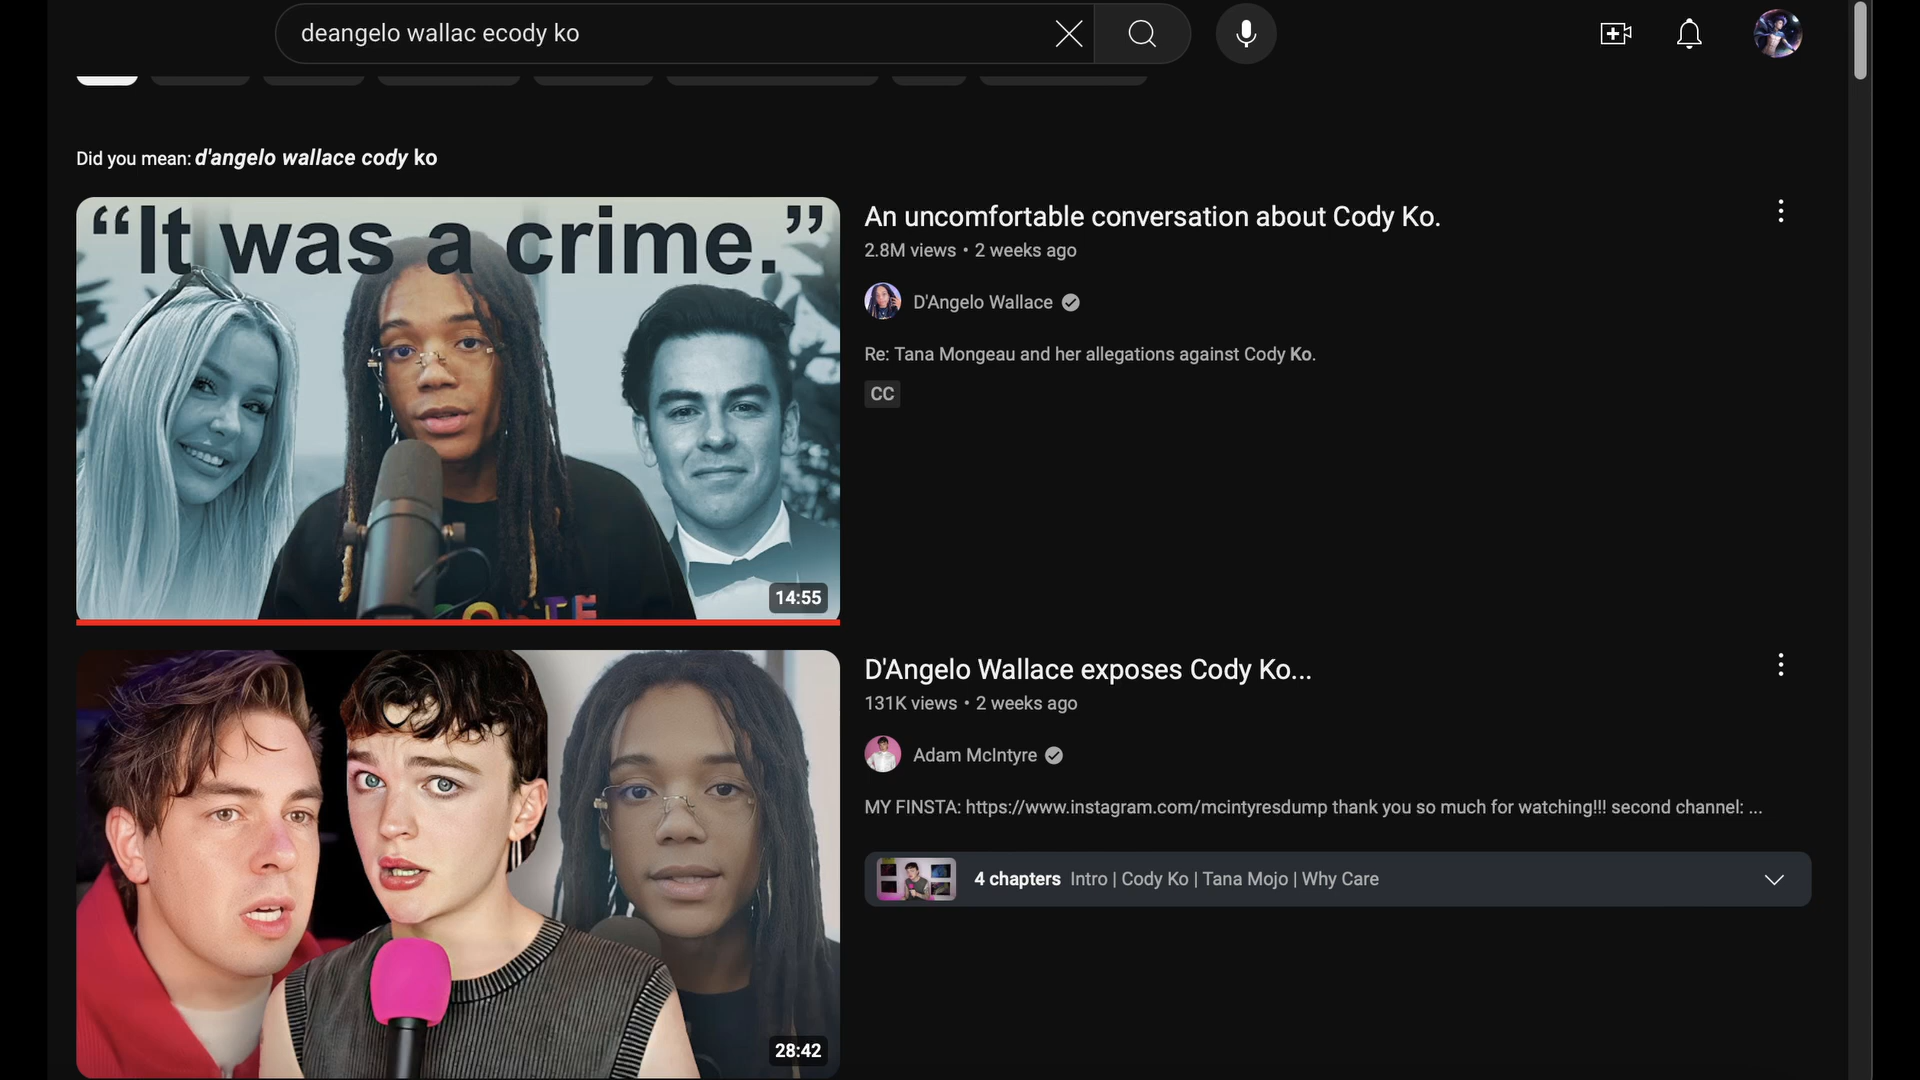 deangelo wallac ecody ko
Did you mean: d'angelo wallace cody ko
“It was a crime.”
14:55
An uncomfortable conversation about Cody Ko.
2.8M views • 2 weeks ago
D'Angelo Wallace
Re: Tana Mongeau and her allegations against Cody Ko.
CC
28:42
D'Angelo Wallace exposes Cody Ko...
131K views • 2 weeks ago
Adam McIntyre
MY FINSTA: https://www.instagram.com/mcintyresdump thank you so much for watching!!! second channel: ...
4 chapters Intro | Cody Ko | Tana Mojo | Why Care